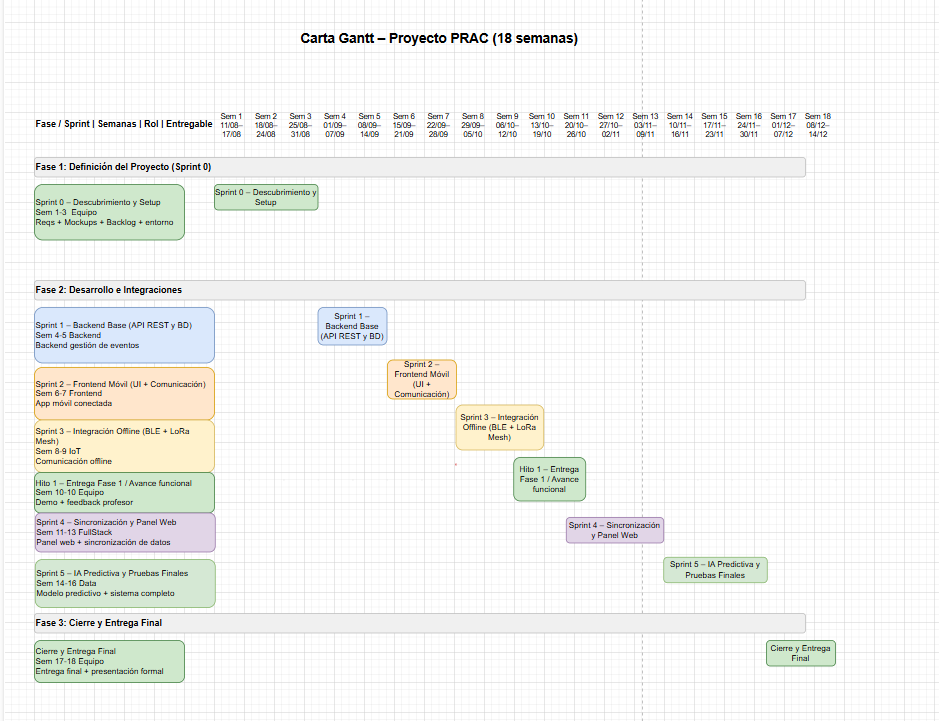 Carta Gantt – Proyecto PRAC (18 semanas)
Fase / Sprint | Semanas | Rol | Entregable
Sem 1
11/08–
17/08
Sem 2
18/08–
24/08
Sem 3
25/08–
31/08
Sem 4
01/09–
07/09
Sem 5
08/09–
14/09
Sem 6
15/09–
21/09
Sem 7
22/09–
28/09
Sem 8
29/09–
05/10
Sem 9
06/10–
12/10
Sem 10
13/10–
19/10
Sem 11
20/10–
26/10
Sem 12
27/10–
02/11
Sem 13
03/11–
09/11
Sem 14
10/11–
16/11
Sem 15
17/11–
23/11
Sem 16
24/11–
30/11
Sem 17
01/12–
07/12
Sem 18
08/12–
14/12
Fase 1: Definición del Proyecto (Sprint 0)
Sprint 0 – Descubrimiento y Setup
Sem 1-3 Equipo
Reqs + Mockups + Backlog + entorno
Sprint 0 – Descubrimiento y
Setup
Fase 2: Desarrollo e Integraciones
Sprint 1 – Backend Base (API REST y BD)
Sem 4-5 Backend
Backend gestión de eventos
Sprint 1 –
Backend Base
(API REST y BD)
Sprint 2 – Frontend Móvil (UI + Comunicación)
Sem 6-7 Frontend
App móvil conectada
Sprint 2 –
Frontend Móvil
(UI +
Comunicación)
Sprint 3 – Integración Offline (BLE + LoRa
Mesh)
Sem 8-9 IoT
Comunicación offline
Sprint 3 – Integración
Offline (BLE + LoRa
Mesh)
Hito 1 – Entrega Fase 1 / Avance funcional
Sem 10-10 Equipo
Demo + feedback profesor
Hito 1 – Entrega
Fase 1 / Avance
funcional
Sprint 4 – Sincronización y Panel Web
Sem 11-13 FullStack
Panel web + sincronización de datos
Sprint 4 – Sincronización
y Panel Web
Sprint 5 – IA Predictiva y Pruebas Finales
Sem 14-16 Data
Modelo predictivo + sistema completo
Sprint 5 – IA Predictiva y
Pruebas Finales
Fase 3: Cierre y Entrega Final
Cierre y Entrega Final
Sem 17-18 Equipo
Entrega final + presentación formal
Cierre y Entrega
Final